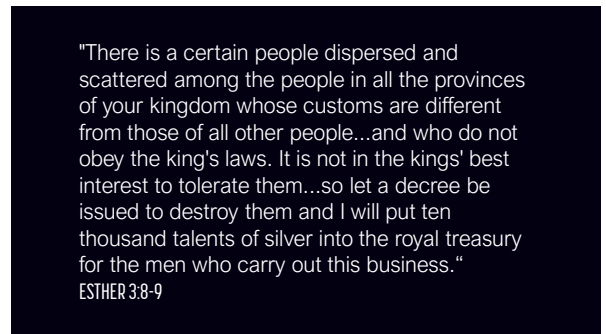 "There is a certain people dispersed and
scattered among the people in all the provinces
of your kingdom whose customs are different
from those of all other people...and who do not
obey the king's laws. It is not in the kings' best
interest to tolerate them...so let a decree be
issued to destroy them and I will put ten
thousand talents of silver into the royal treasury
for the men who carry out this business.“
ESTHER 3:8-9